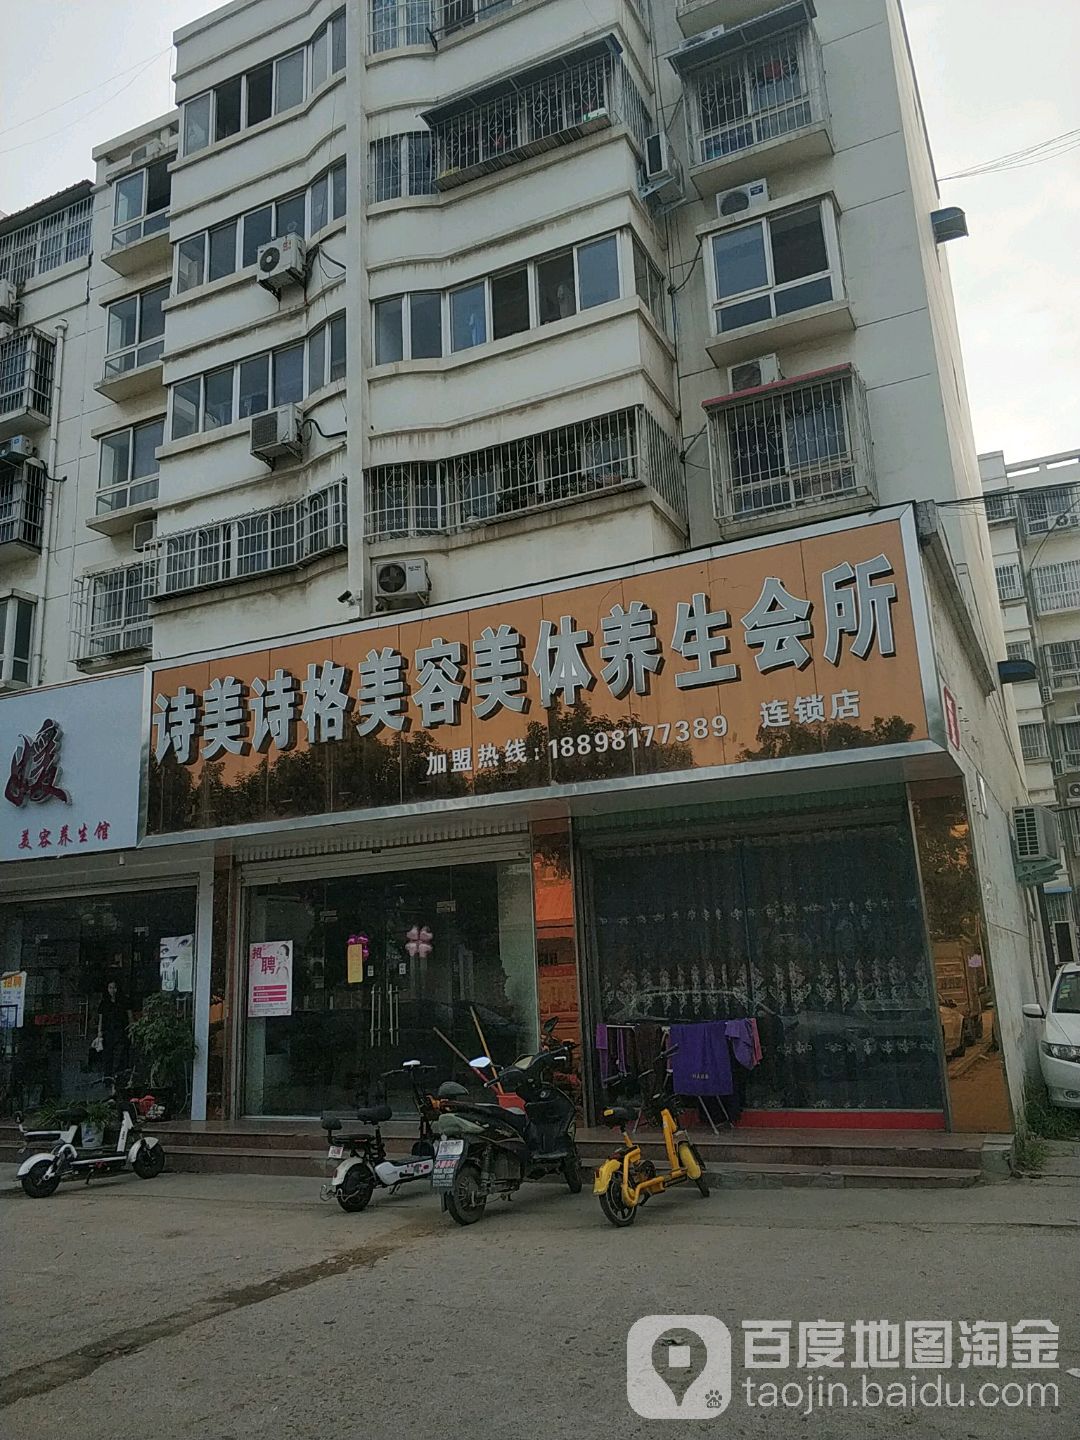 诗美诗格美容美体养生会所
加盟热线:18898177389 连锁店
媛
美容养生馆
招聘
百度地图淘金
taojin.baidu.com